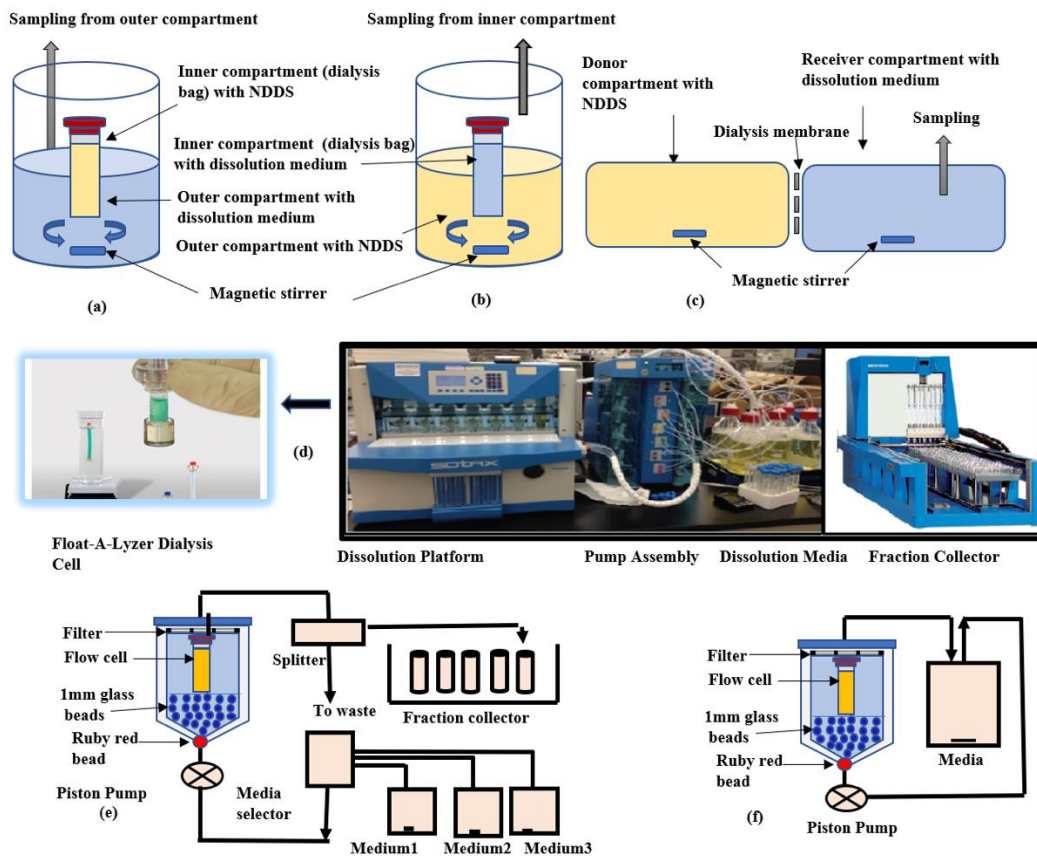 Sampling from outer compartment
Inner compartment (dialysis
bag) with NDDS
Inner compartment (dialysis bag)
with dissolution medium
Outer compartment with
dissolution medium
Outer compartment with NDDS
Magnetic stirrer
(a)
Sampling from inner compartment
(b)
Donor
compartment with
NDDS
Receiver compartment with
dissolution medium
Dialysis membrane
Sampling
Magnetic stirrer
(c)
(d)
SOTAX
Float-A-Lyzer Dialysis
Cell
Dissolution Platform
Pump Assembly
Dissolution Media
Fraction Collector
Filter
Flow cell
1mm glass
beads
Ruby red
bead
Piston Pump
(e)
Splitter
To waste
Fraction collector
Media
selector
Medium1
Medium2
Medium3
Filter
Flow cell
1mm glass
beads
Ruby red
bead
Media
(f)
Piston Pump